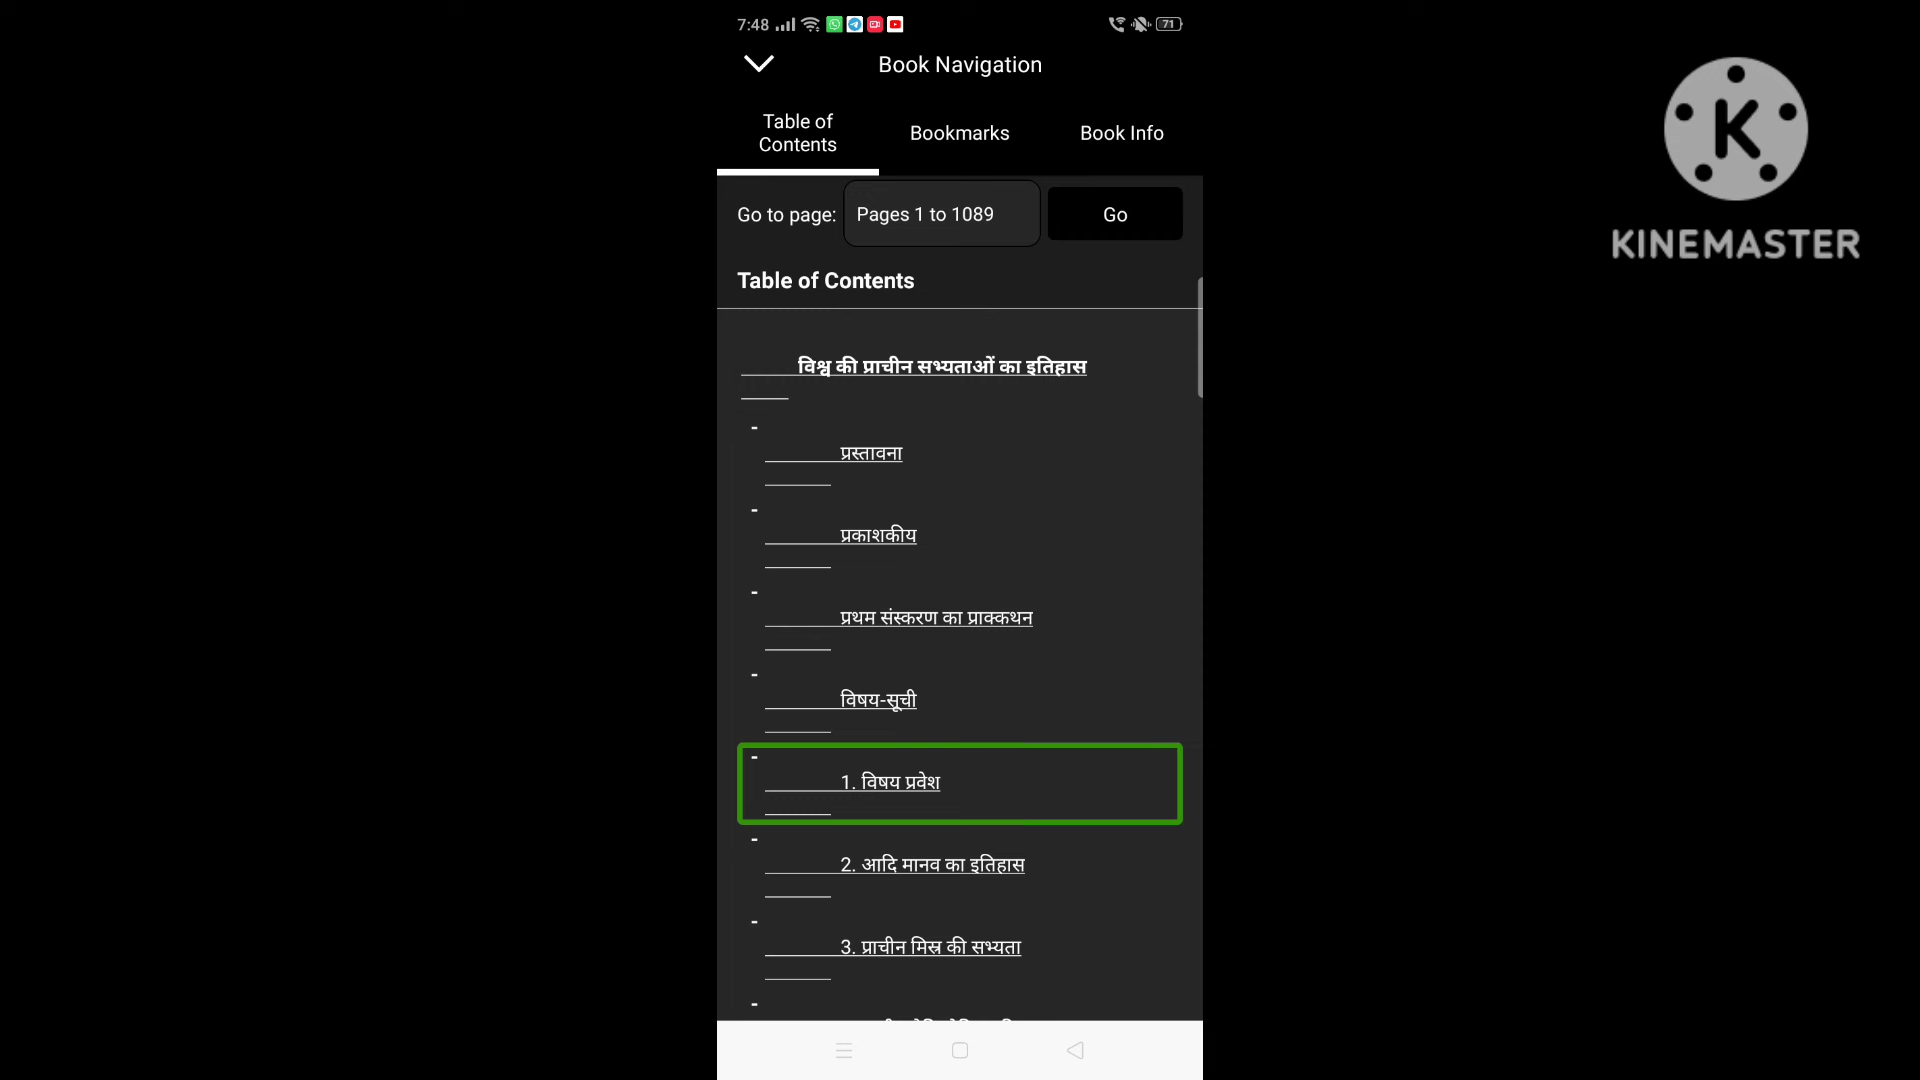 7:48
71
Book Navigation
Table of
Contents
Bookmarks
Book Info
Go to page:
Pages 1 to 1089
Go
Table of Contents
विश्व की प्राचीन सभ्यताओं का इतिहास
-
प्रस्तावना
-
प्रकाशकीय
-
प्रथम संस्करण का प्राक्कथन
-
विषय-सूची
-
1. विषय प्रवेश
-
2. आदि मानव का इतिहास
-
3. प्राचीन मिस्र की सभ्यता
-
K
KINEMASTER